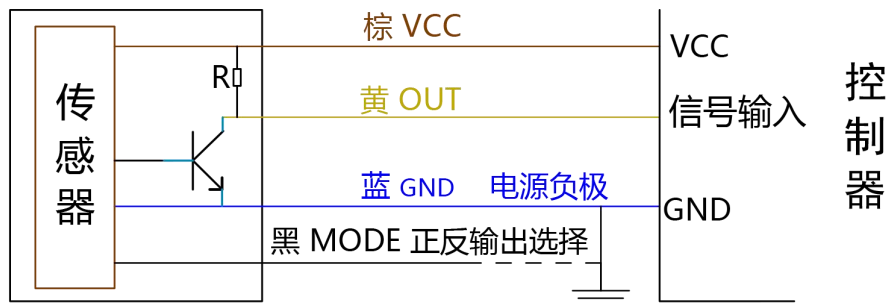 棕 VCC
VCC
R
黄 OUT
信号输入
传感器
控制器
蓝 GND 电源负极
GND
黑 MODE 正反输出选择